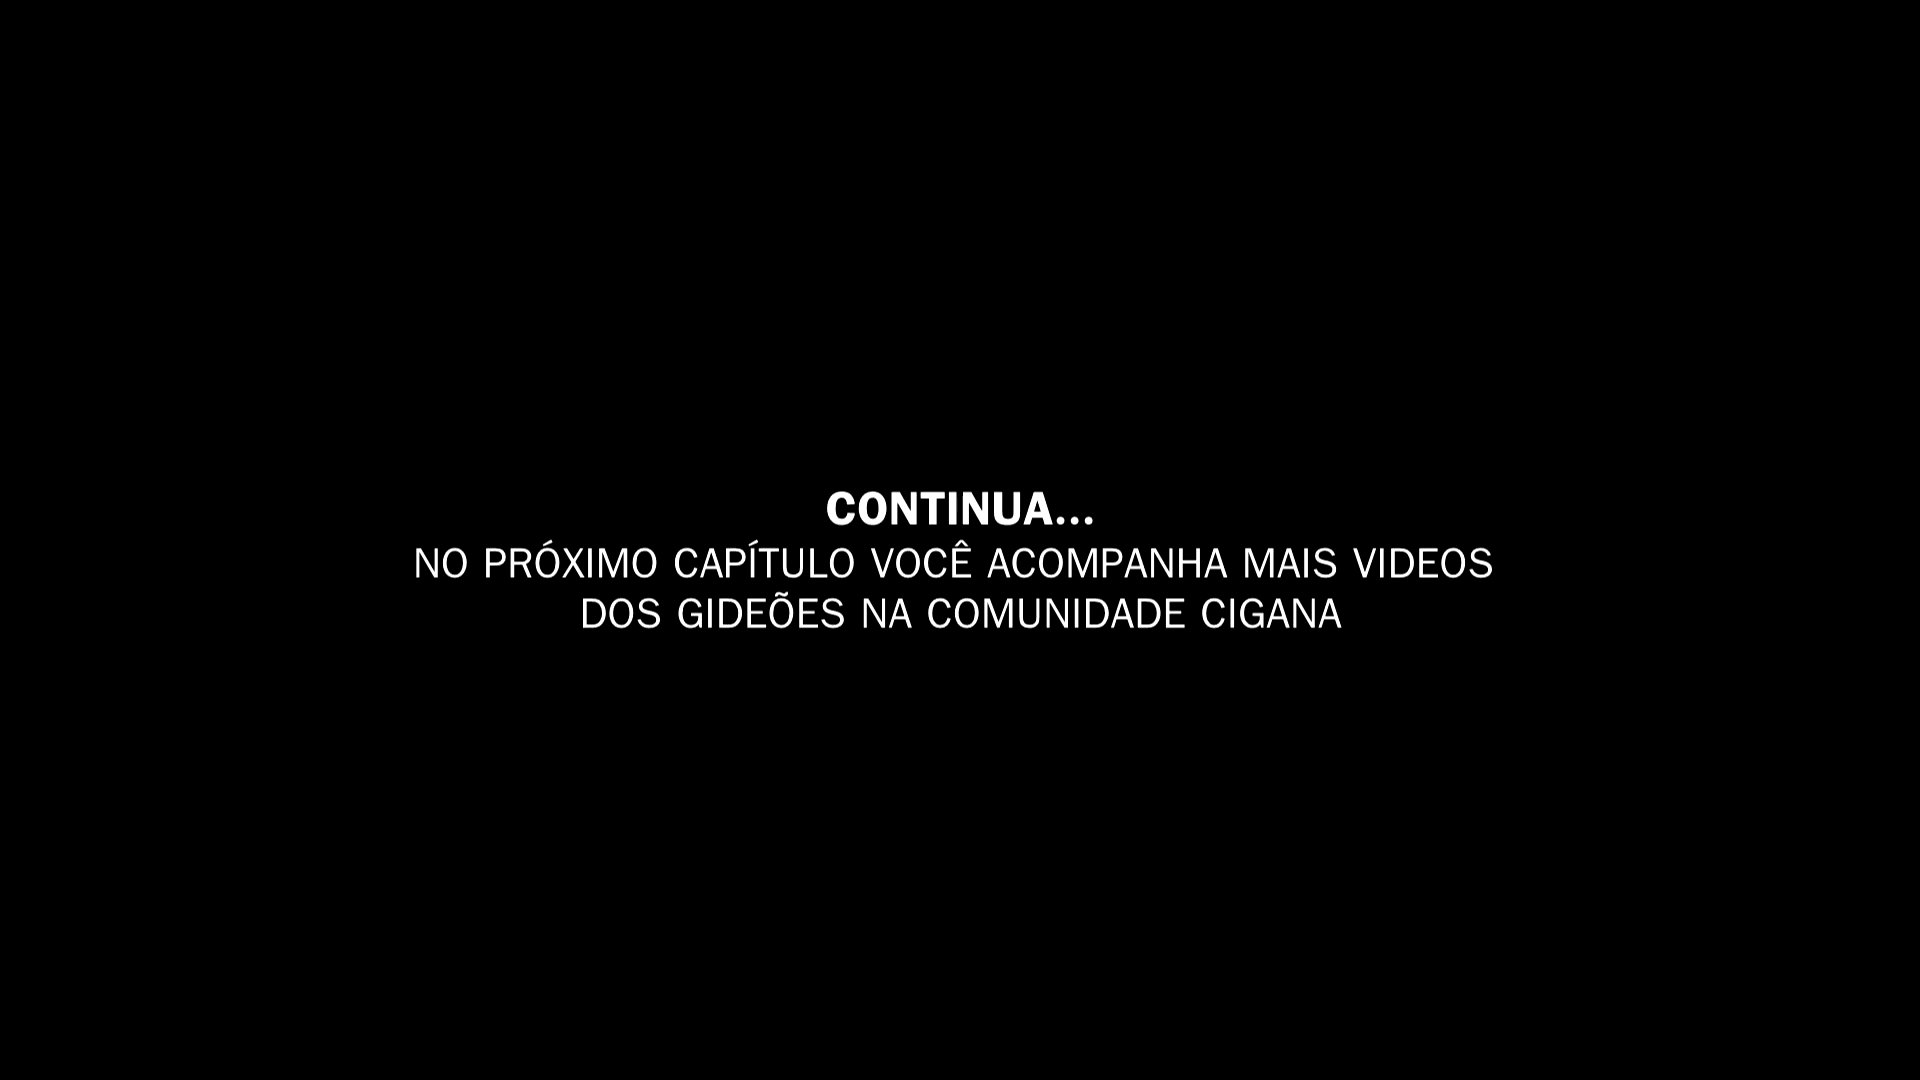 CONTINUA...
NO PRÓXIMO CAPÍTULO VOCÊ ACOMPANHA MAIS VIDEOS
DOS GIDEÕES NA COMUNIDADE CIGANA